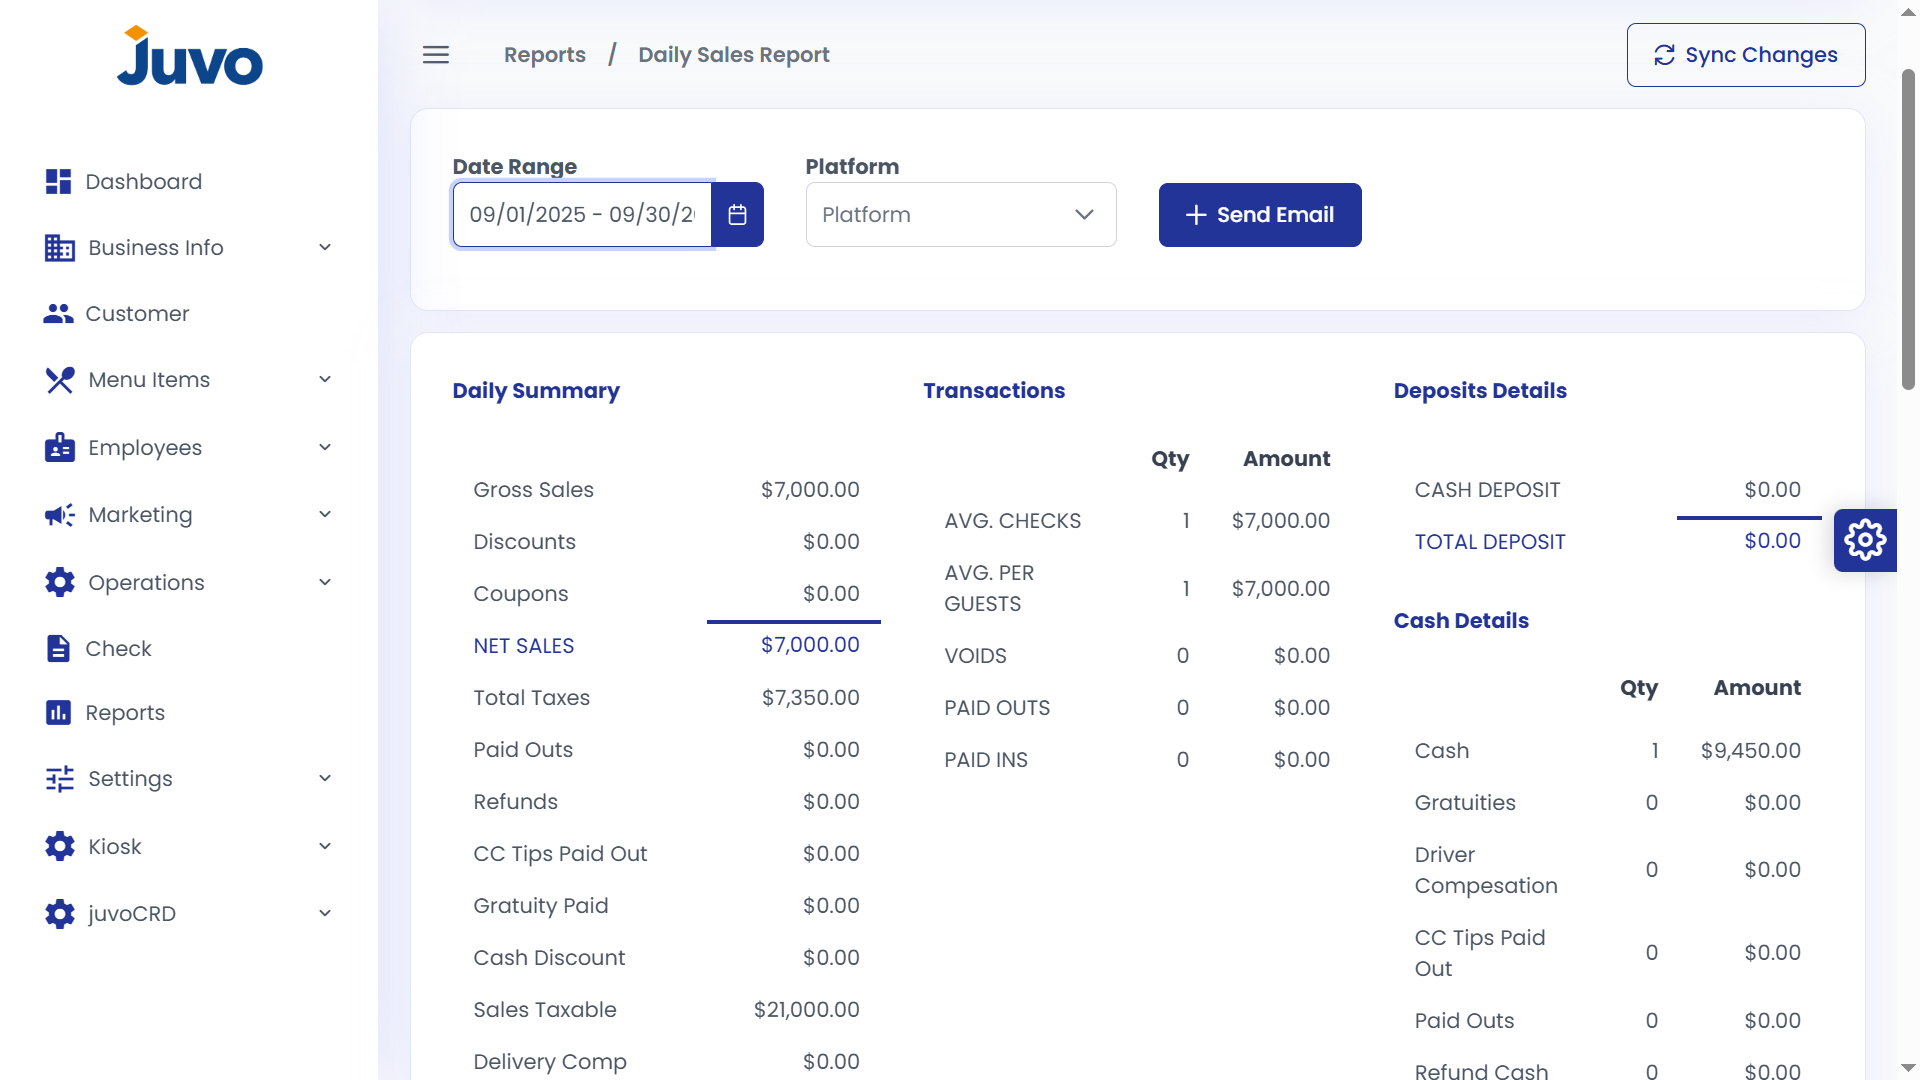 Juvo
Dashboard
Business Info
Customer
Menu Items
Employees
Marketing
Operations
Check
Reports
Settings
Kiosk
juvoCRD
Reports / Daily Sales Report
Sync Changes
Date Range
09/01/2025 - 09/30/2
Platform
Platform
Send Email
Daily Summary
Gross Sales $7,000.00
Discounts $0.00
Coupons $0.00
NET SALES $7,000.00
Total Taxes $7,350.00
Paid Outs $0.00
Refunds $0.00
CC Tips Paid Out $0.00
Gratuity Paid $0.00
Cash Discount $0.00
Sales Taxable $21,000.00
Delivery Comp $0.00
Transactions
Qty Amount
AVG. CHECKS 1 $7,000.00
AVG. PER
GUESTS 1 $7,000.00
VOIDS 0 $0.00
PAID OUTS 0 $0.00
PAID INS 0 $0.00
Deposits Details
CASH DEPOSIT $0.00
TOTAL DEPOSIT $0.00
Cash Details
Qty Amount
Cash 1 $9,450.00
Gratuities 0 $0.00
Driver
Compesation 0 $0.00
CC Tips Paid
Out 0 $0.00
Paid Outs 0 $0.00
Refund Cash 0 $0.00